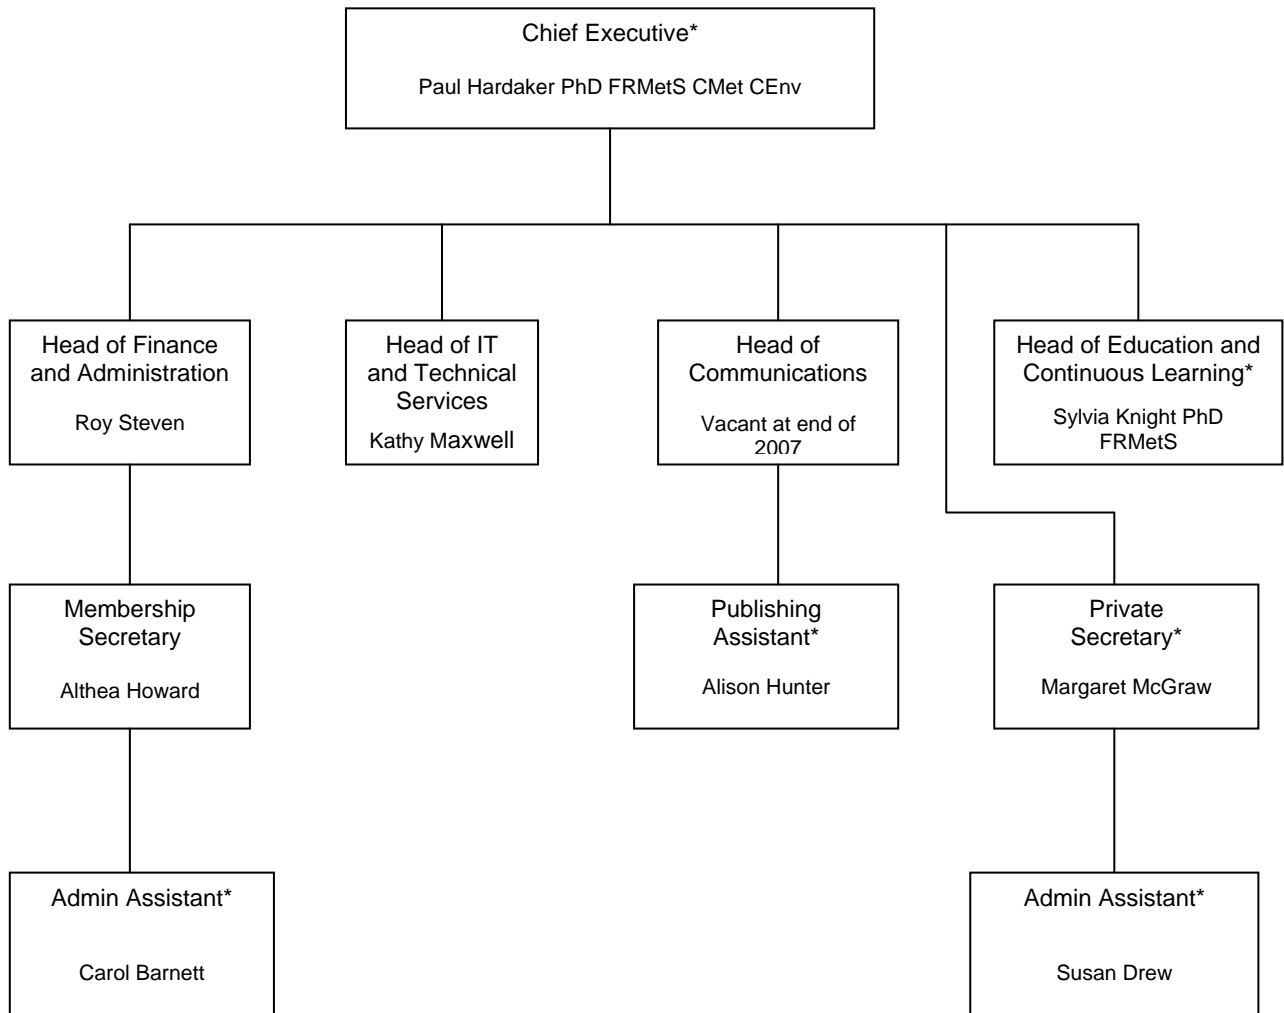 Chief Executive*
Paul Hardaker PhD FRMetS CMet CEnv
Head of Finance
and Administration
Roy Steven
Head of IT
and Technical
Services
Kathy Maxwell
Head of
Communications
Vacant at end of
2007
Head of Education and
Continuous Learning*
Sylvia Knight PhD
FRMetS
Membership
Secretary
Althea Howard
Publishing
Assistant*
Alison Hunter
Private
Secretary*
Margaret McGraw
Admin Assistant*
Carol Barnett
Admin Assistant*
Susan Drew